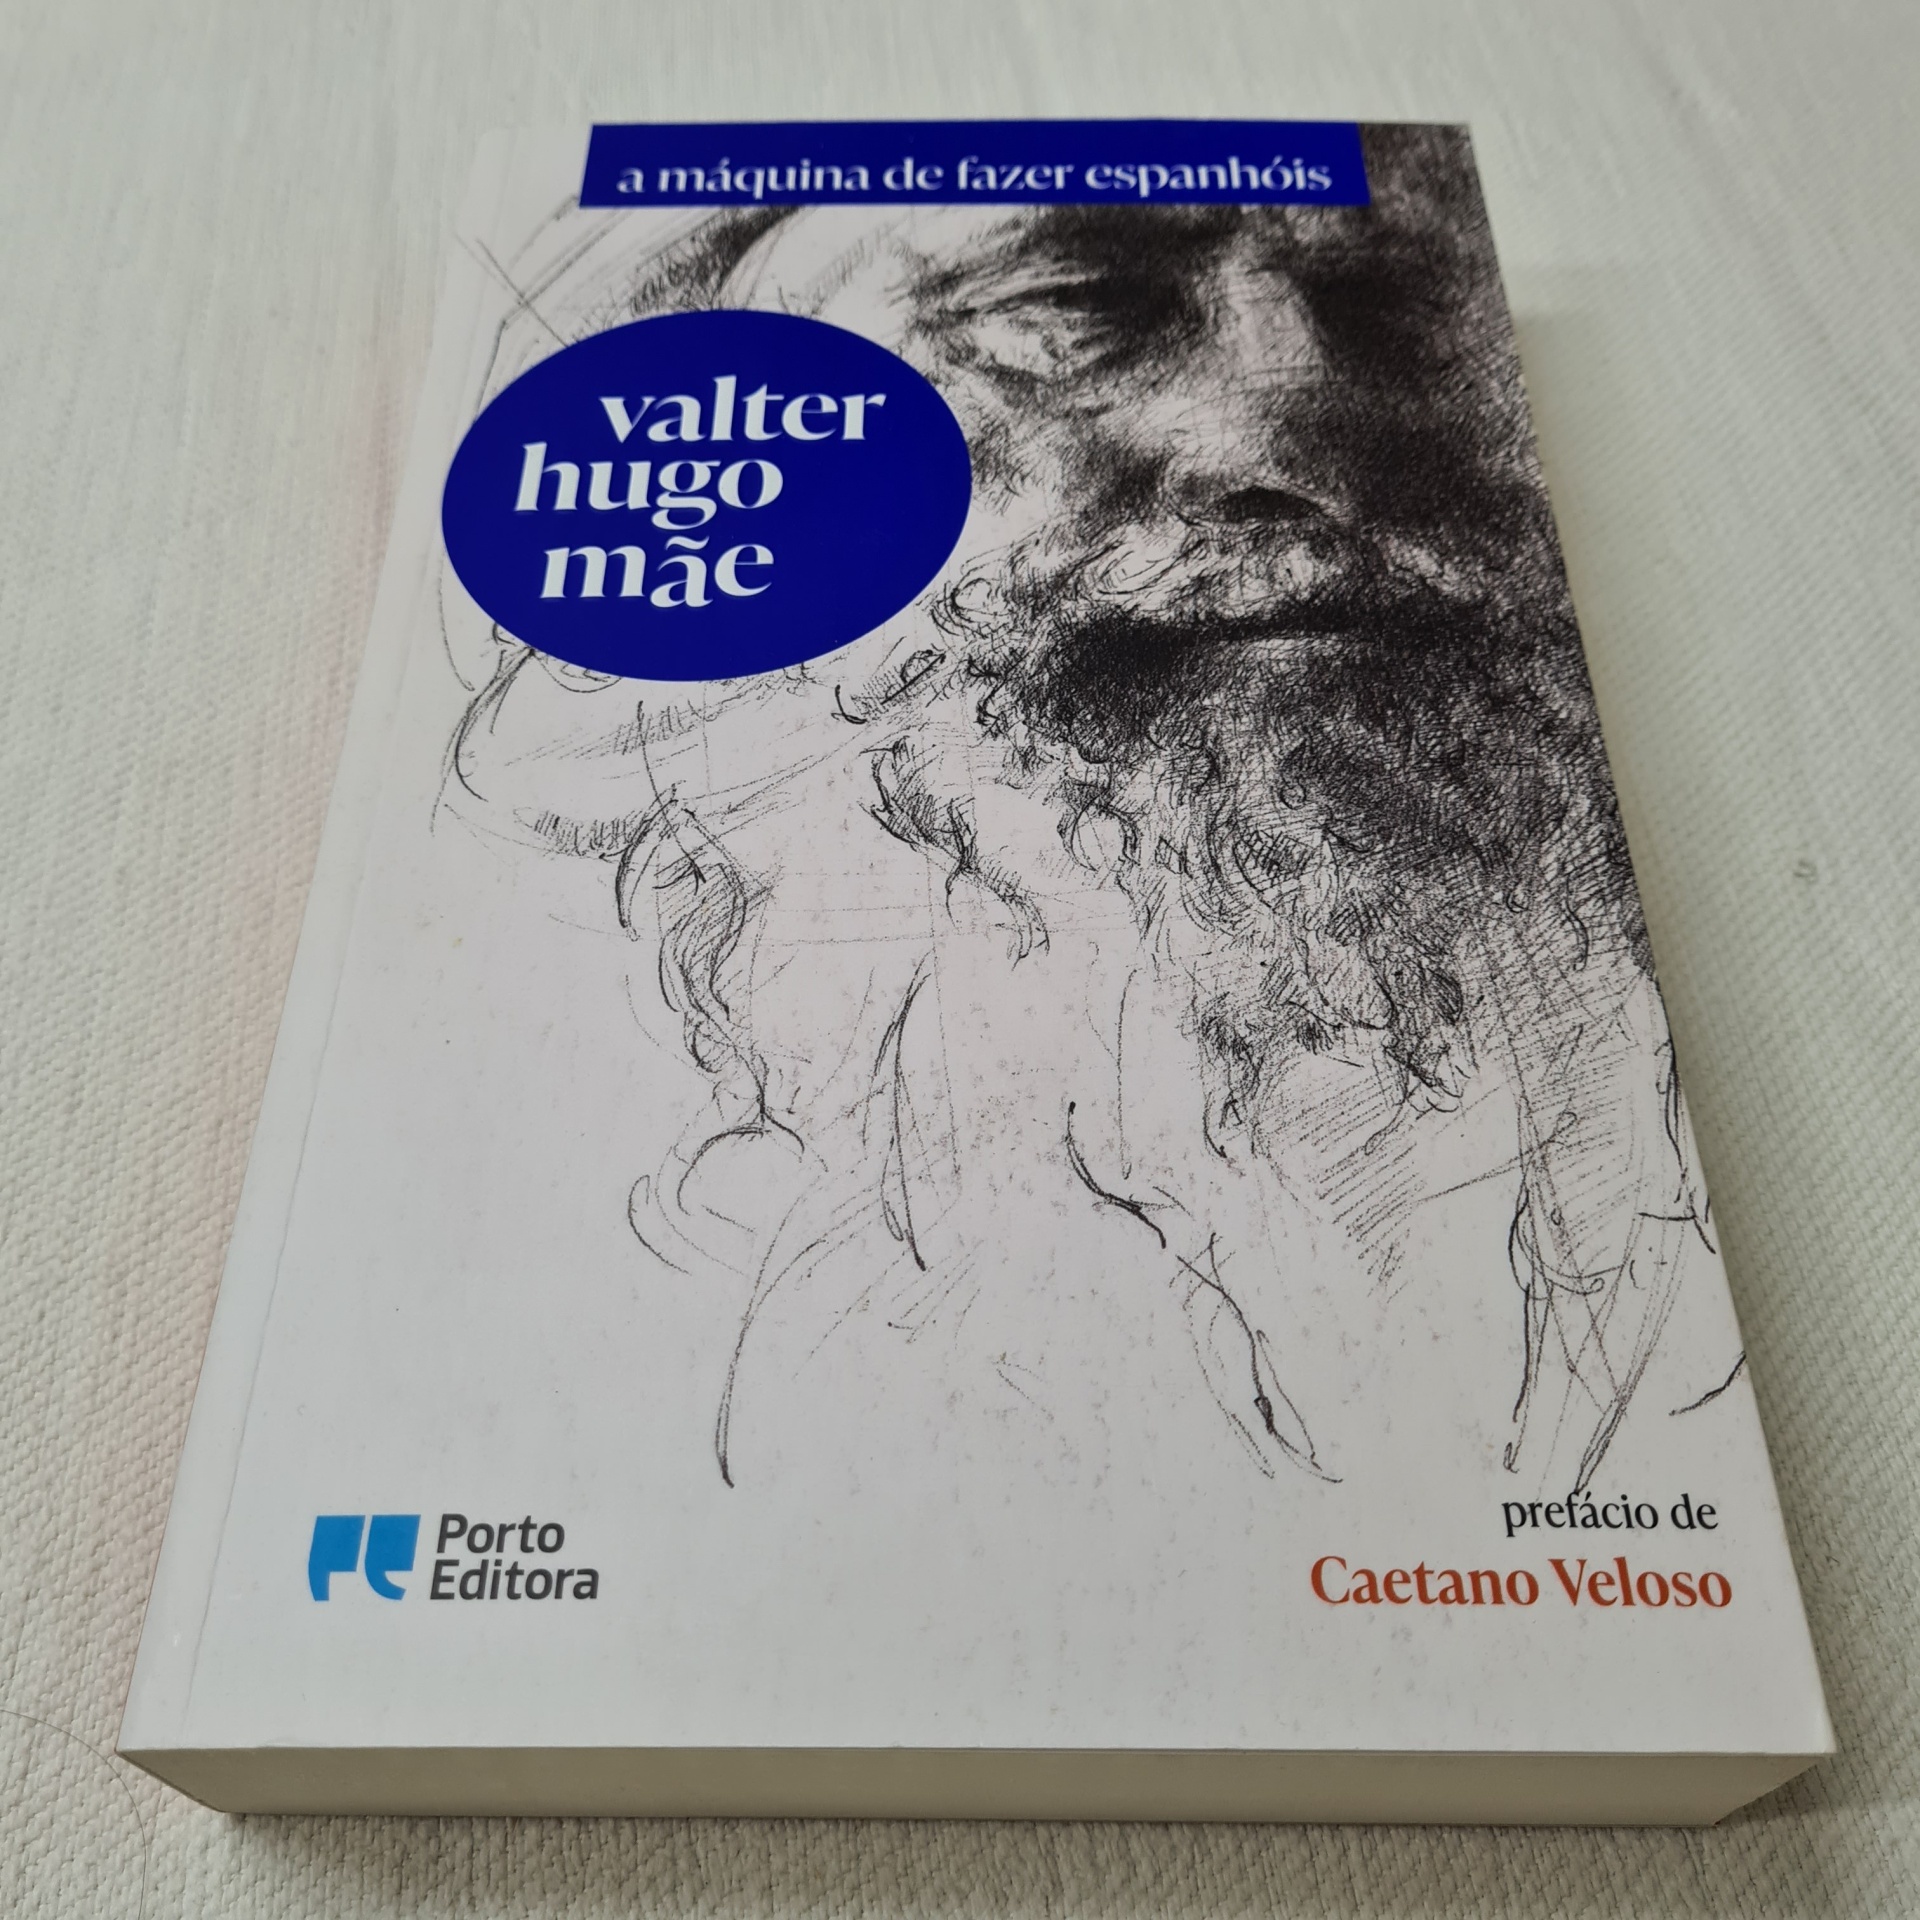 a máquina de fazer espanhóis
valter
hugo
mãe
Porto
Editora
prefácio de
Caetano Veloso